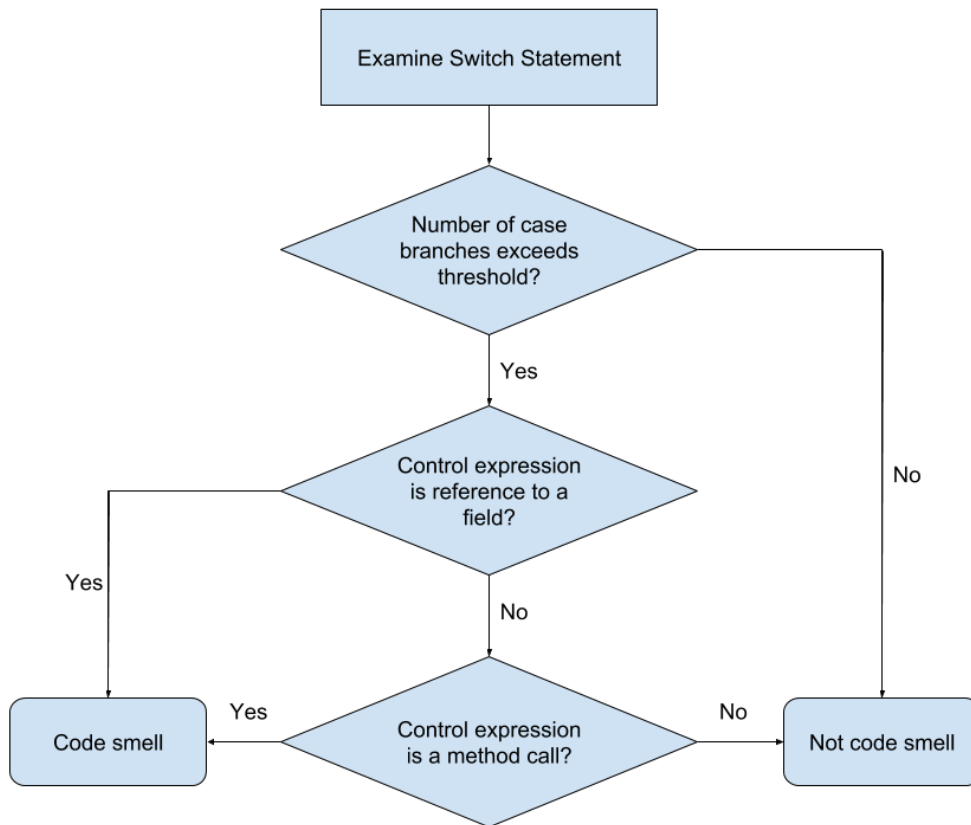 Examine Switch Statement
Number of case
branches exceeds
threshold?
Yes
No
Control expression
is reference to a
field?
Yes
No
Code smell
Yes
Control expression
is a method call?
No
Not code smell